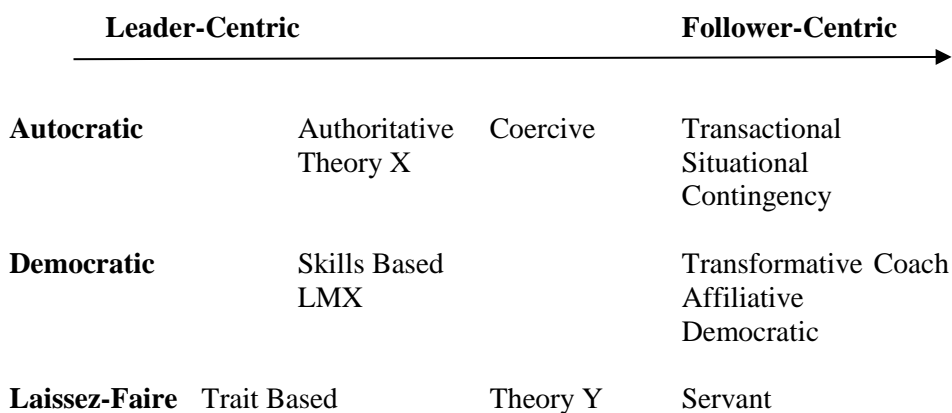 Leader-Centric Follower-Centric
Autocratic Authoritative Coercive Transactional
Theory X Situational
Contingency
Democratic Skills Based Transformative Coach
LMX Affiliative
Democratic
Laissez-Faire Trait Based Theory Y Servant